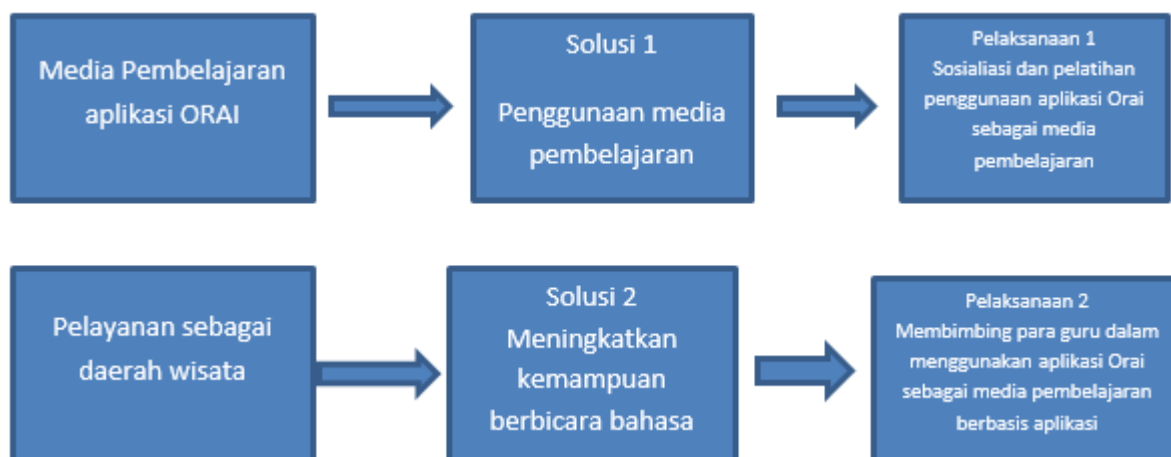 Media Pembelajaran
aplikasi ORAI
Solusi 1
Penggunaan media
pembelajaran
Pelaksanaan 1
Sosialiasi dan pelatihan
penggunaan aplikasi Orai
sebagai media
pembelajaran
Pelayanan sebagai
daerah wisata
Solusi 2
Meningkatkan
kemampuan
berbicara bahasa
Pelaksanaan 2
Membimbing para guru dalam
menggunakan aplikasi Orai
sebagai media pembelajaran
berbasis aplikasi